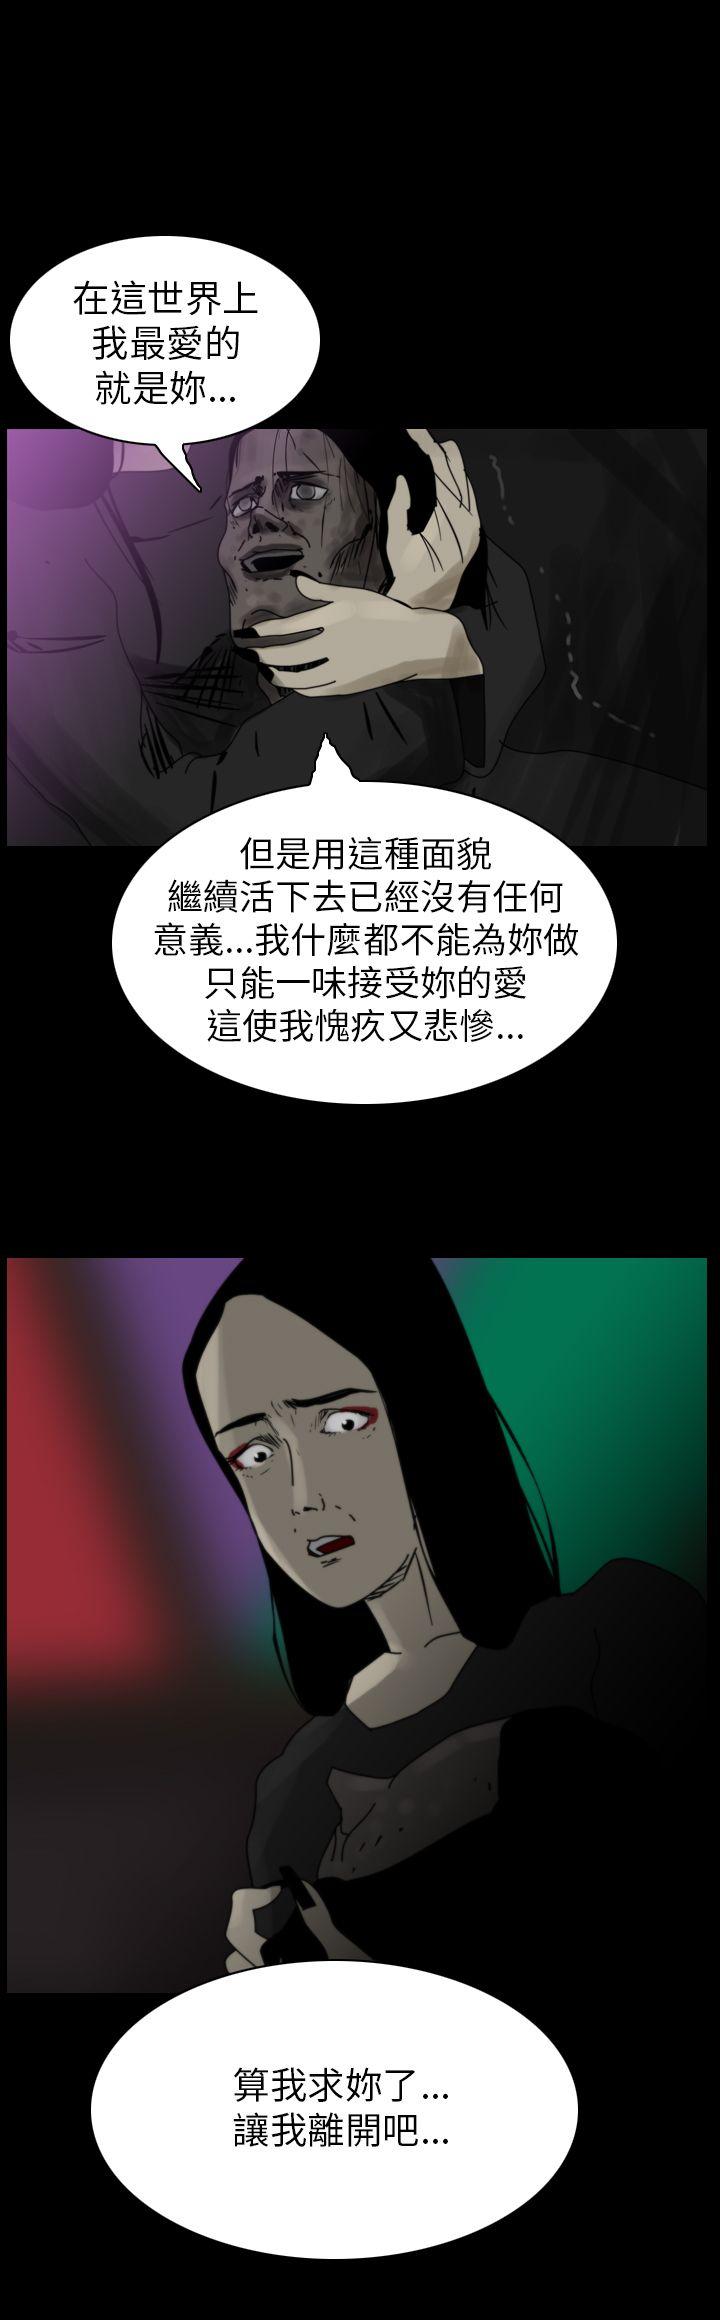 在這世界上
我最愛的
就是妳...
但是用這種面貌
繼續活下去已經沒有任何
意義...我什麼都不能為妳做
只能一味接受妳的愛
這使我愧疚又悲慘...
算我求妳了...
讓我離開吧...